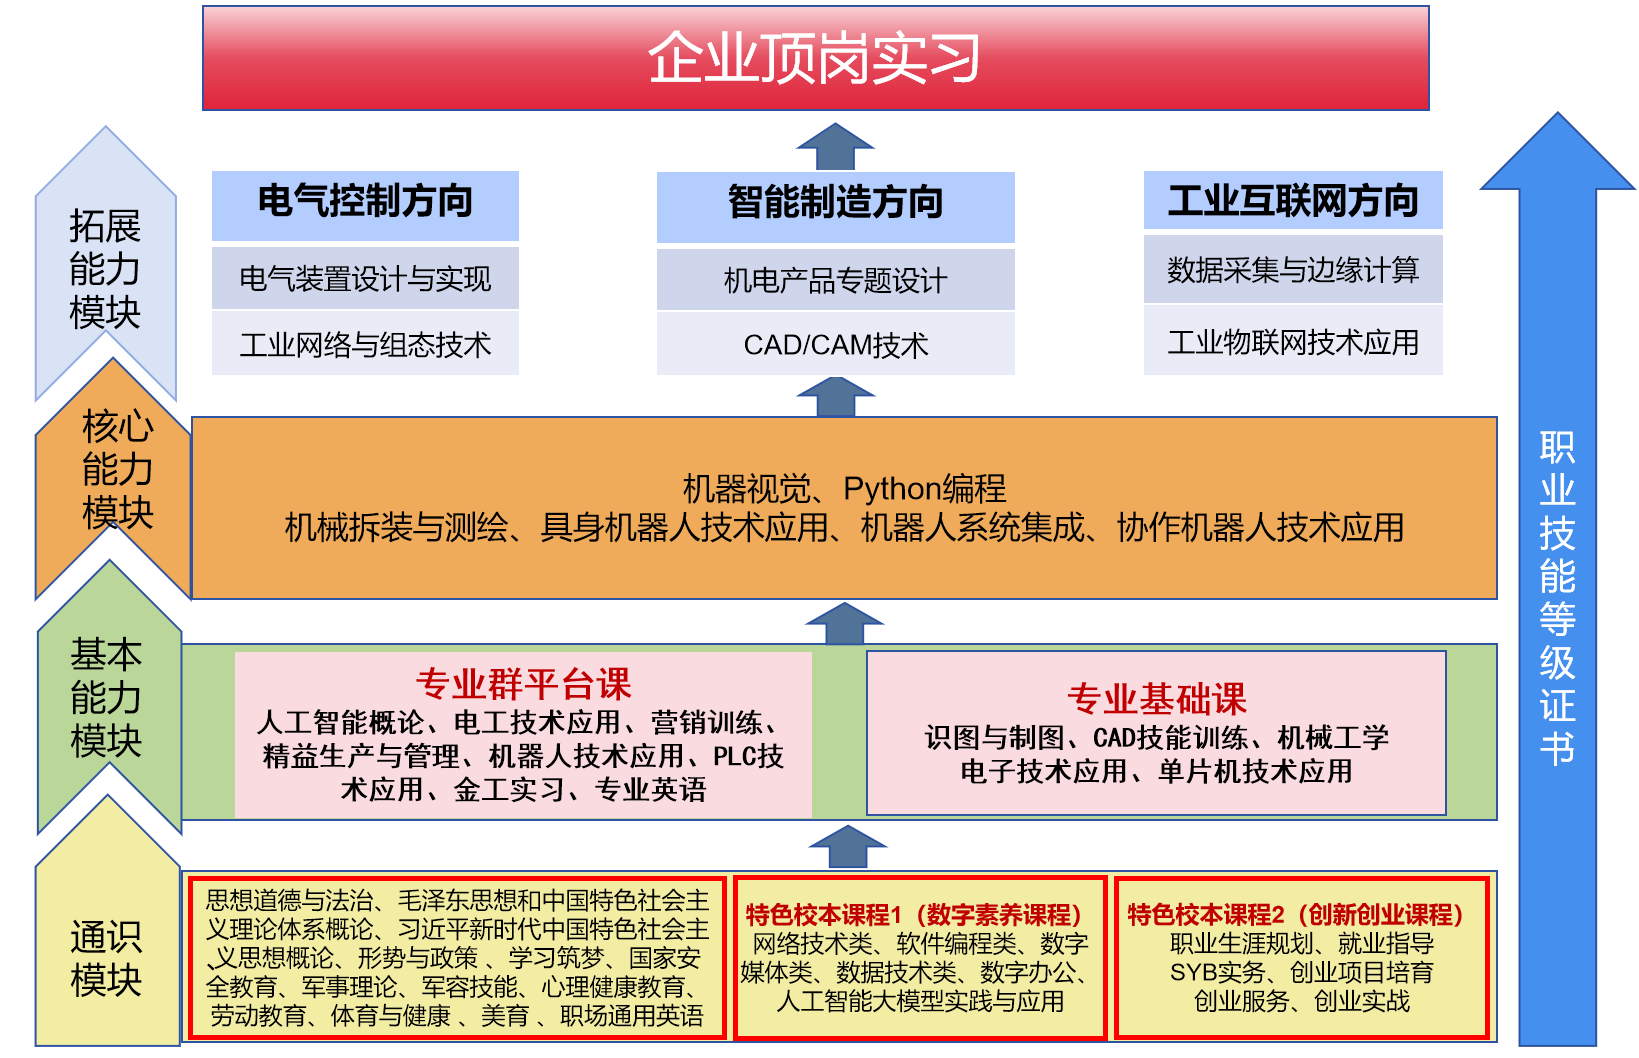 企业顶岗实习
拓展
能力
模块
电气控制方向
电气装置设计与实现
工业网络与组态技术
智能制造方向
机电产品专题设计
CAD/CAM技术
工业互联网方向
数据采集与边缘计算
工业物联网技术应用
核心
能力
模块
机器视觉、Python编程
机械拆装与测绘、具身机器人技术应用、机器人系统集成、协作机器人技术应用
基本
能力
模块
专业群平台课
人工智能概论、电工技术应用、营销训练、
精益生产与管理、机器人技术应用、PLC技
术应用、金工实习、专业英语
专业基础课
识图与制图、CAD技能训练、机械工学
电子技术应用、单片机技术应用
通识
模块
思想道德与法治、毛泽东思想和中国特色社会主
义理论体系概论、习近平新时代中国特色社会主
义思想概论、形势与政策 、学习筑梦、国家安
全教育、军事理论、军容技能、心理健康教育、
劳动教育、体育与健康 、美育 、职场通用英语
特色校本课程1（数字素养课程）
网络技术类、软件编程类、数字
媒体类、数据技术类、数字办公、
人工智能大模型实践与应用
特色校本课程2（创新创业课程）
职业生涯规划、就业指导
SYB实务、创业项目培育
创业服务、创业实战
职业技能等级证书